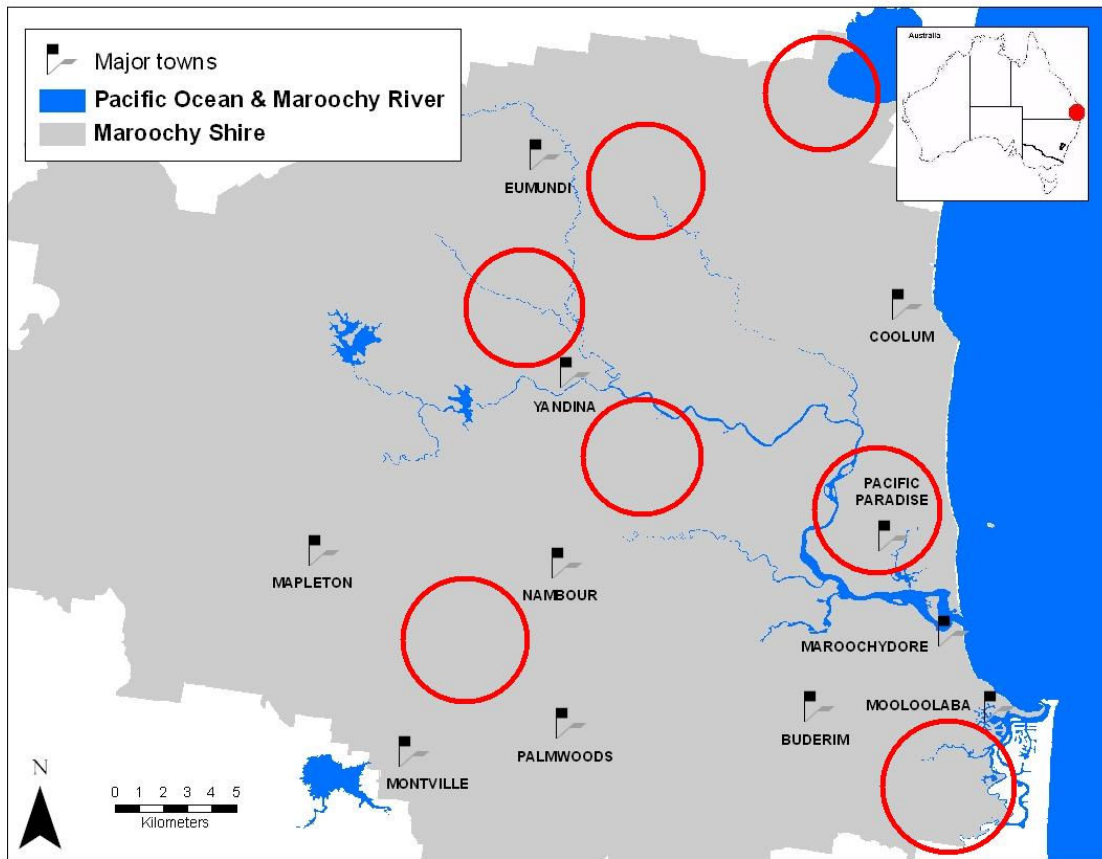 Major towns
Pacific Ocean & Maroochy River
Maroochy Shire
Australia
EUMUNDI
COOLUM
YANDINA
PACIFIC
PARADISE
MAPLETON
NAMBOUR
MAROOCHYDORE
MOOLOOLABA
BUDERIM
PALMWOODS
MONTVILLE
N
0 1 2 3 4 5
Kilometers